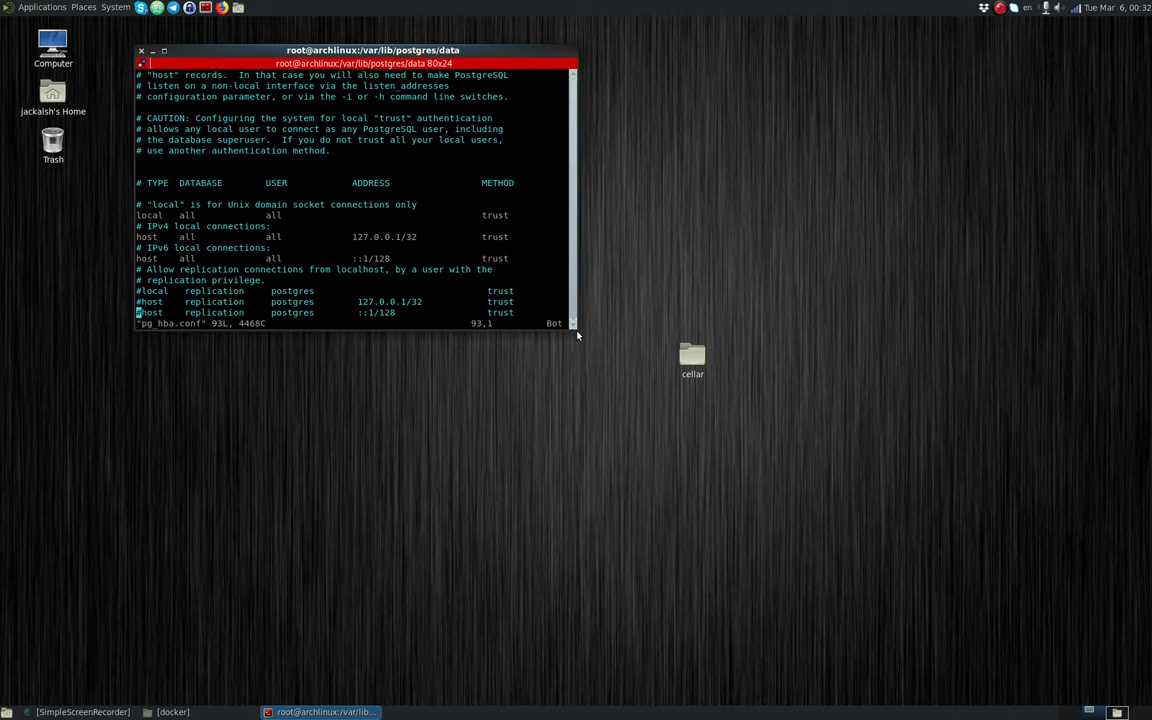 Applications Places System
en
Tue Mar 6, 00:32
Computer
jackalsh's Home
Trash
root@archlinux:/var/lib/postgres/data
root@archlinux:/var/lib/postgres/data 80x24
# "host" records.  In that case you will also need to make PostgreSQL
# listen on a non-local interface via the listen_addresses
# configuration parameter, or via the -i or -h command line switches.
# CAUTION: Configuring the system for local "trust" authentication
# allows any local user to connect as any PostgreSQL user, including
# the database superuser.  If you do not trust all your local users,
# use another authentication method.
# TYPE  DATABASE        USER            ADDRESS                 METHOD
# "local" is for Unix domain socket connections only
local   all             all                                     trust
# IPv4 local connections:
host    all             all             127.0.0.1/32            trust
# IPv6 local connections:
host    all             all             ::1/128                 trust
# Allow replication connections from localhost, by a user with the
# replication privilege.
#local   replication     postgres                                trust
#host    replication     postgres        127.0.0.1/32            trust
#host    replication     postgres        ::1/128                 trust
"pg_hba.conf" 93L, 4468C                                      93,1          Bot
cellar
[SimpleScreenRecorder]
[docker]
root@archlinux:/var/lib...